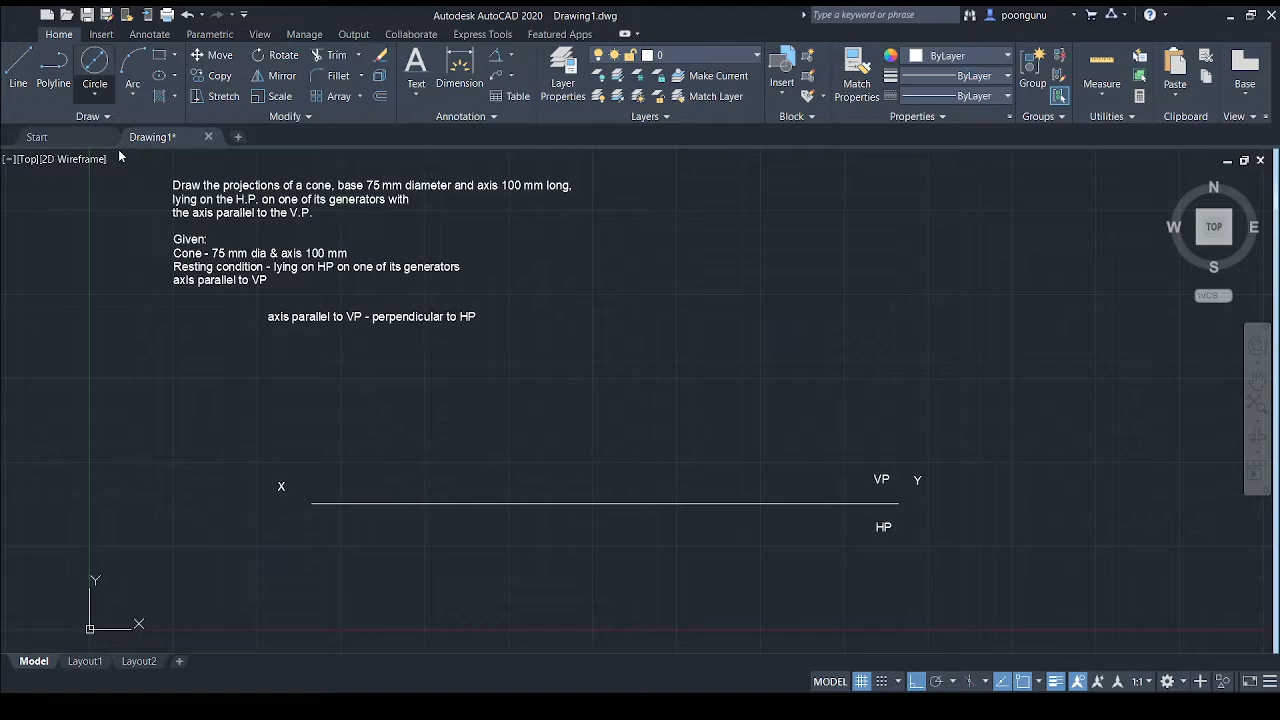 Autodesk AutoCAD 2020 Drawing1.dwg
Type a keyword or phrase
poongunu
Home Insert Annotate Parametric View Manage Output Collaborate Express Tools Featured Apps
Line Polyline Circle Arc
Move Rotate Trim
Copy Mirror Fillet
Stretch Scale Array
Text Dimension Table
Layer Properties
0
Make Current
Match Layer
Insert
Match Properties
ByLayer
ByLayer
ByLayer
Group
Measure
Paste
Base
Draw Modify Annotation Layers Block Properties Groups Utilities Clipboard View
Start Drawing1*
[−][Top][2D Wireframe]
Draw the projections of a cone, base 75 mm diameter and axis 100 mm long,
lying on the H.P. on one of its generators with
the axis parallel to the V.P.
Given:
Cone - 75 mm dia & axis 100 mm
Resting condition - lying on HP on one of its generators
axis parallel to VP
axis parallel to VP - perpendicular to HP
N
W TOP E
S
WCS
X
VP Y
HP
Y
X
Model Layout1 Layout2
MODEL 1:1